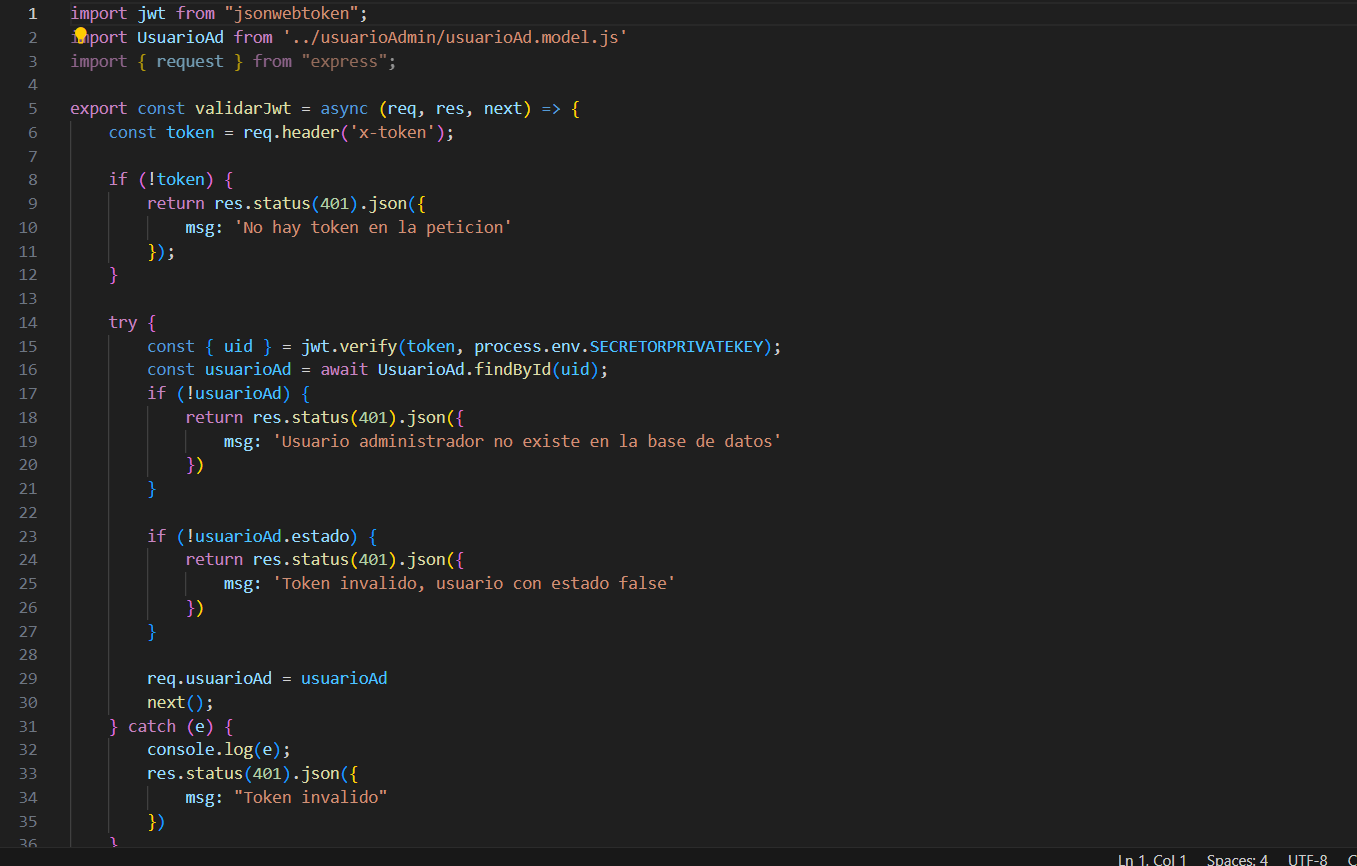 1 import jwt from "jsonwebtoken";
2 import UsuarioAd from '../usuarioAdmin/usuarioAd.model.js'
3 import { request } from "express";
4
5 export const validarJwt = async (req, res, next) => {
6     const token = req.header('x-token');
7
8     if (!token) {
9         return res.status(401).json({
10             msg: 'No hay token en la peticion'
11         });
12     }
13
14     try {
15         const { uid } = jwt.verify(token, process.env.SECRETORPRIVATEKEY);
16         const usuarioAd = await UsuarioAd.findById(uid);
17         if (!usuarioAd) {
18             return res.status(401).json({
19                 msg: 'Usuario administrador no existe en la base de datos'
20             })
21         }
22
23         if (!usuarioAd.estado) {
24             return res.status(401).json({
25                 msg: 'Token invalido, usuario con estado false'
26             })
27         }
28
29         req.usuarioAd = usuarioAd
30         next();
31     } catch (e) {
32         console.log(e);
33         res.status(401).json({
34             msg: "Token invalido"
35         })
36     }
Ln 1, Col 1 Spaces: 4 UTF-8